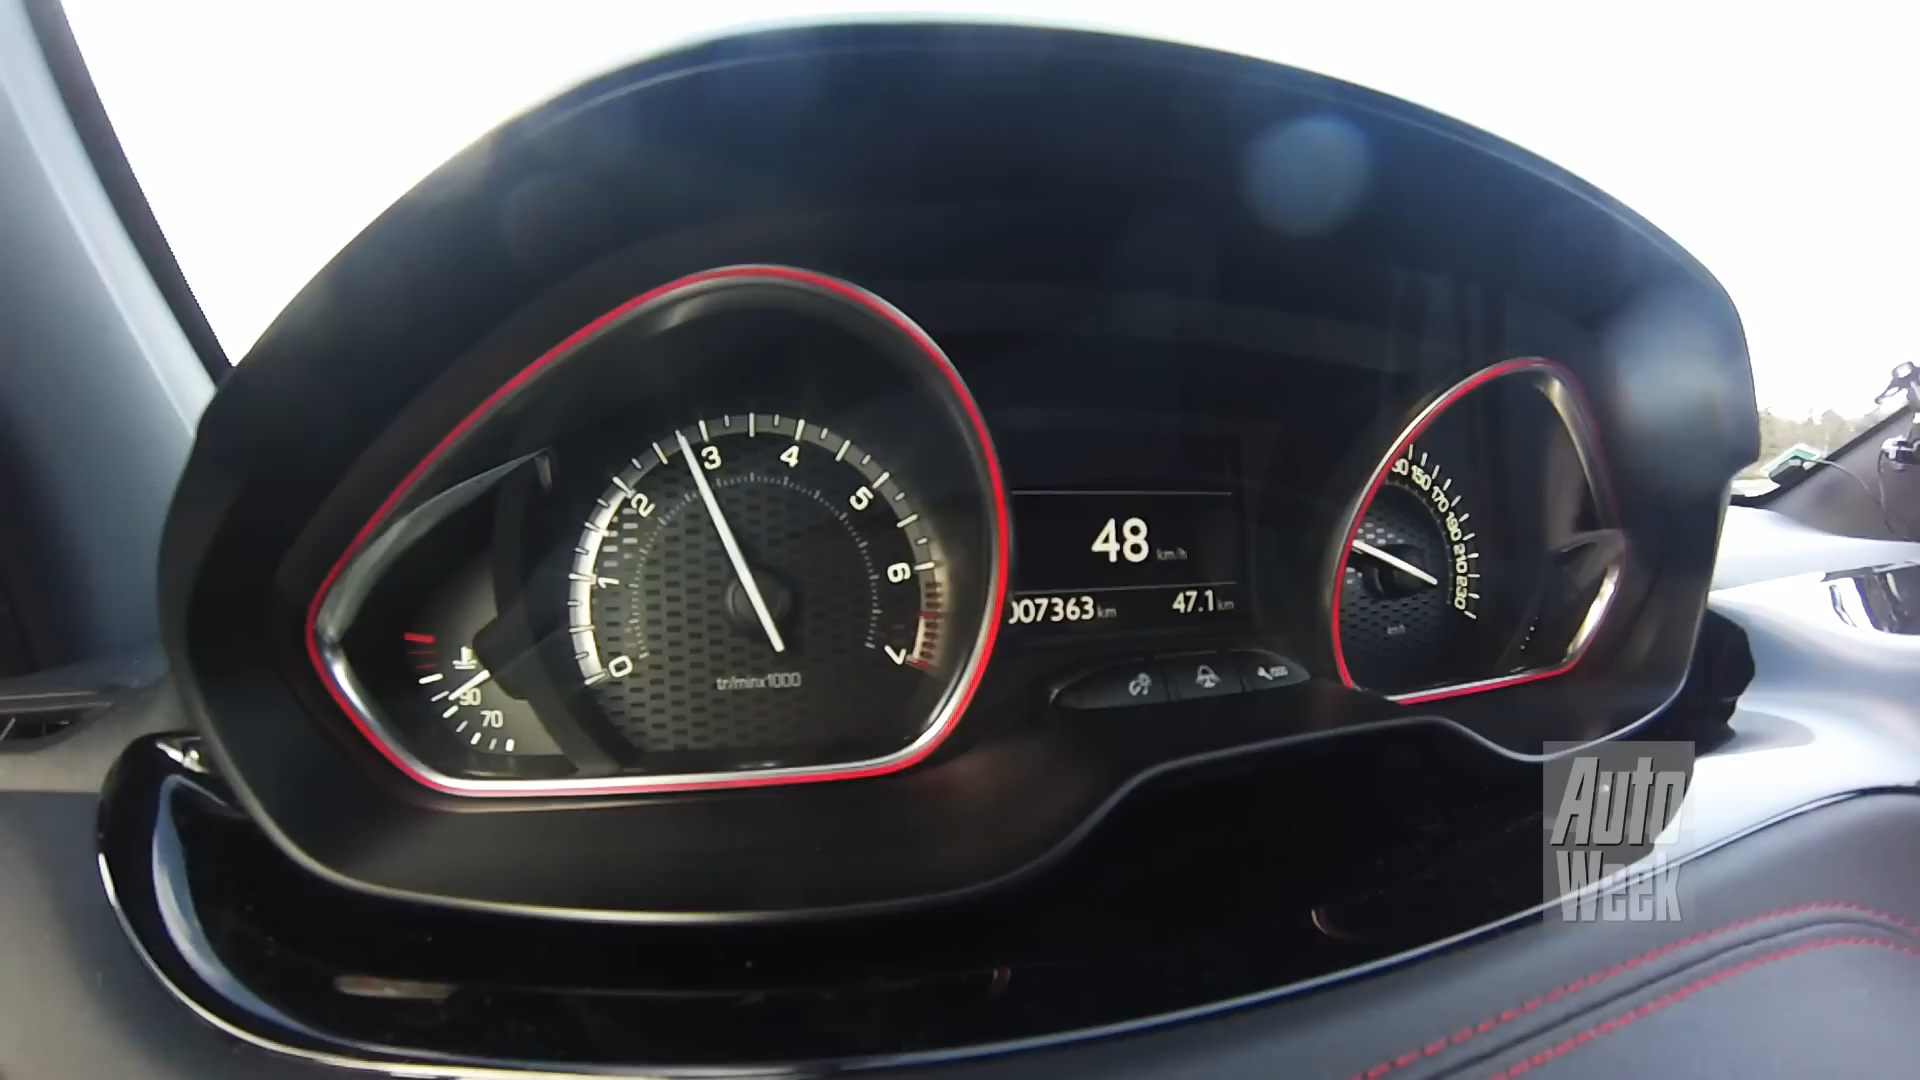 0 1 2 3 4 5 6 7
tr/minx1000
90
70
48 km/h
007363 km 47.1 km
150 170 190 210 230
km/h
Auto
Week